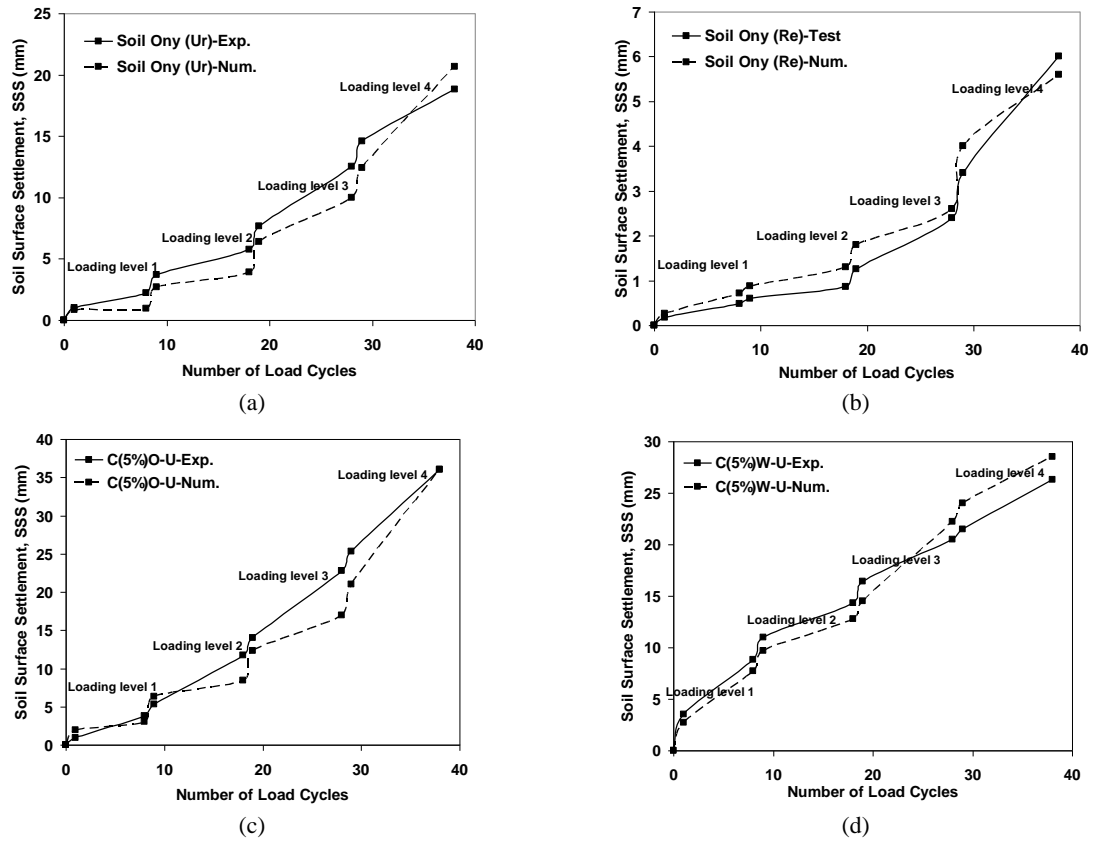 Soil Surface Settlement, SSS (mm)
25
20
15
10
5
0
Soil Ony (Ur)-Exp.
Soil Ony (Ur)-Num.
Loading level 4
Loading level 3
Loading level 2
Loading level 1
0 10 20 30 40
Number of Load Cycles
(a)
Soil Surface Settlement, SSS (mm)
7
6
5
4
3
2
1
0
Soil Ony (Re)-Test
Soil Ony (Re)-Num.
Loading level 4
Loading level 3
Loading level 2
Loading level 1
0 10 20 30 40
Number of Load Cycles
(b)
Soil Surface Settlement, SSS (mm)
40
35
30
25
20
15
10
5
0
C(5%)O-U-Exp.
C(5%)O-U-Num.
Loading level 4
Loading level 3
Loading level 2
Loading level 1
0 10 20 30 40
Number of Load Cycles
(c)
Soil Surface Settlement, SSS (mm)
30
25
20
15
10
5
0
C(5%)W-U-Exp.
C(5%)W-U-Num.
Loading level 4
Loading level 3
Loading level 2
Loading level 1
0 10 20 30 40
Number of Load Cycles
(d)